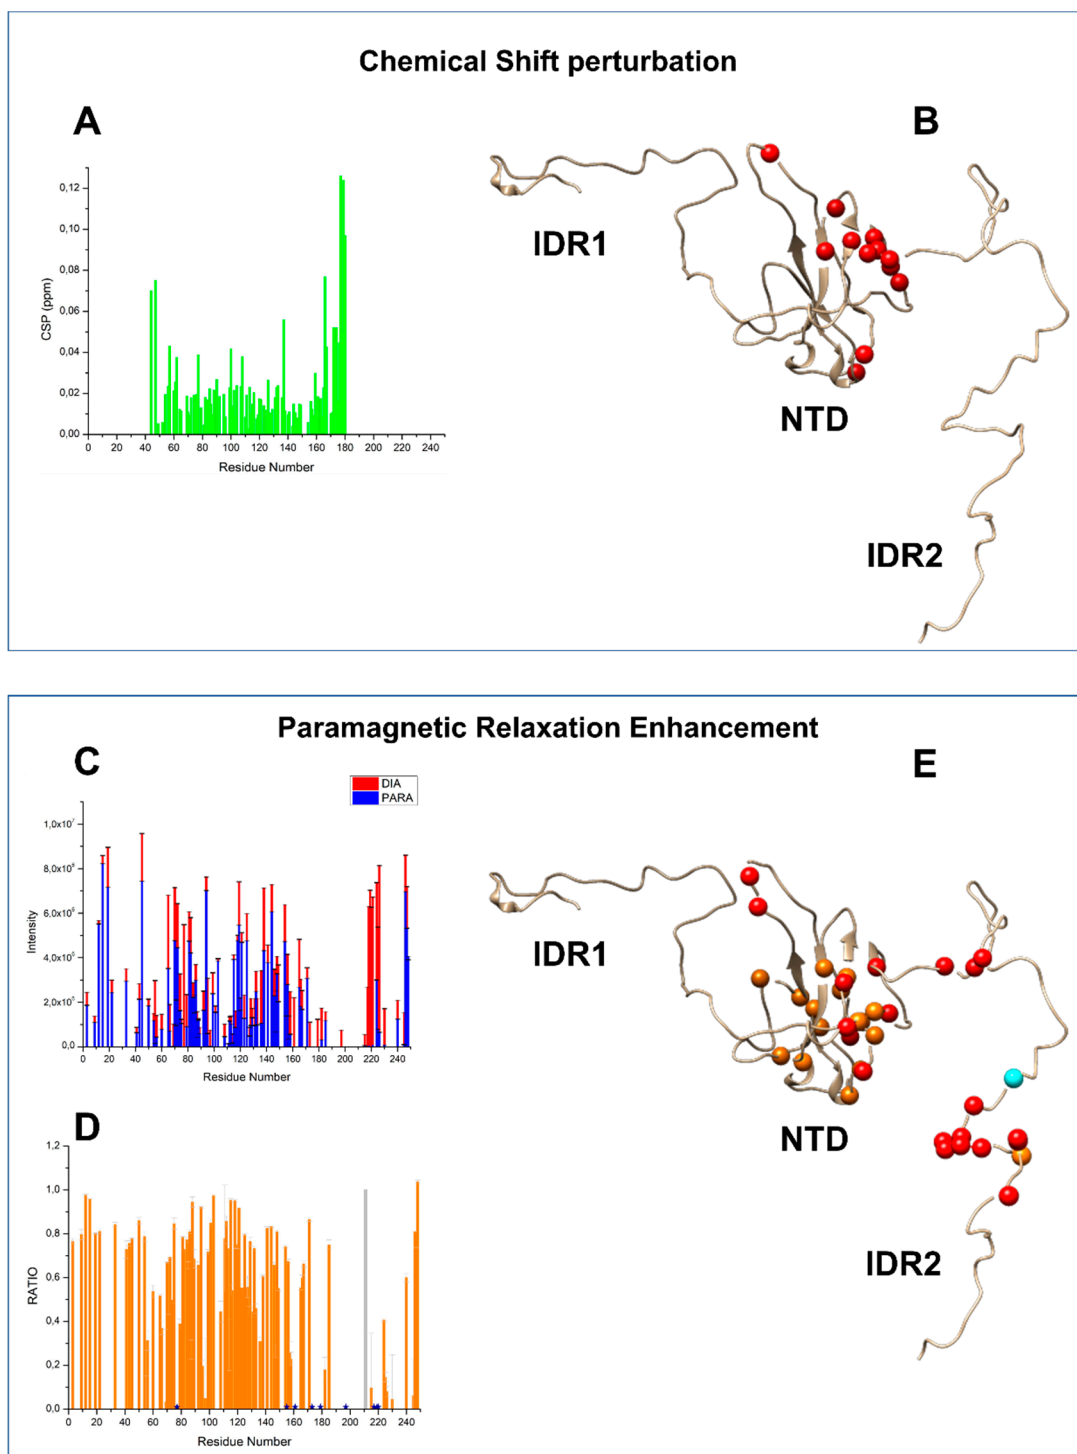 Chemical Shift perturbation
A
B
0,12
0,10
0,08
0,06
0,04
0,02
0,00
CSP (ppm)
0 20 40 60 80 100 120 140 160 180 200 220 240
Residue Number
IDR1
NTD
IDR2
Paramagnetic Relaxation Enhancement
C
E
DIA
PARA
1,0x10⁷
8,0x10⁶
6,0x10⁶
4,0x10⁶
2,0x10⁶
0,0
Intensity
0 20 40 60 80 100 120 140 160 180 200 220 240
Residue Number
D
1,2
1,0
0,8
0,6
0,4
0,2
0,0
RATIO
0 20 40 60 80 100 120 140 160 180 200 220 240
Residue Number
IDR1
NTD
IDR2